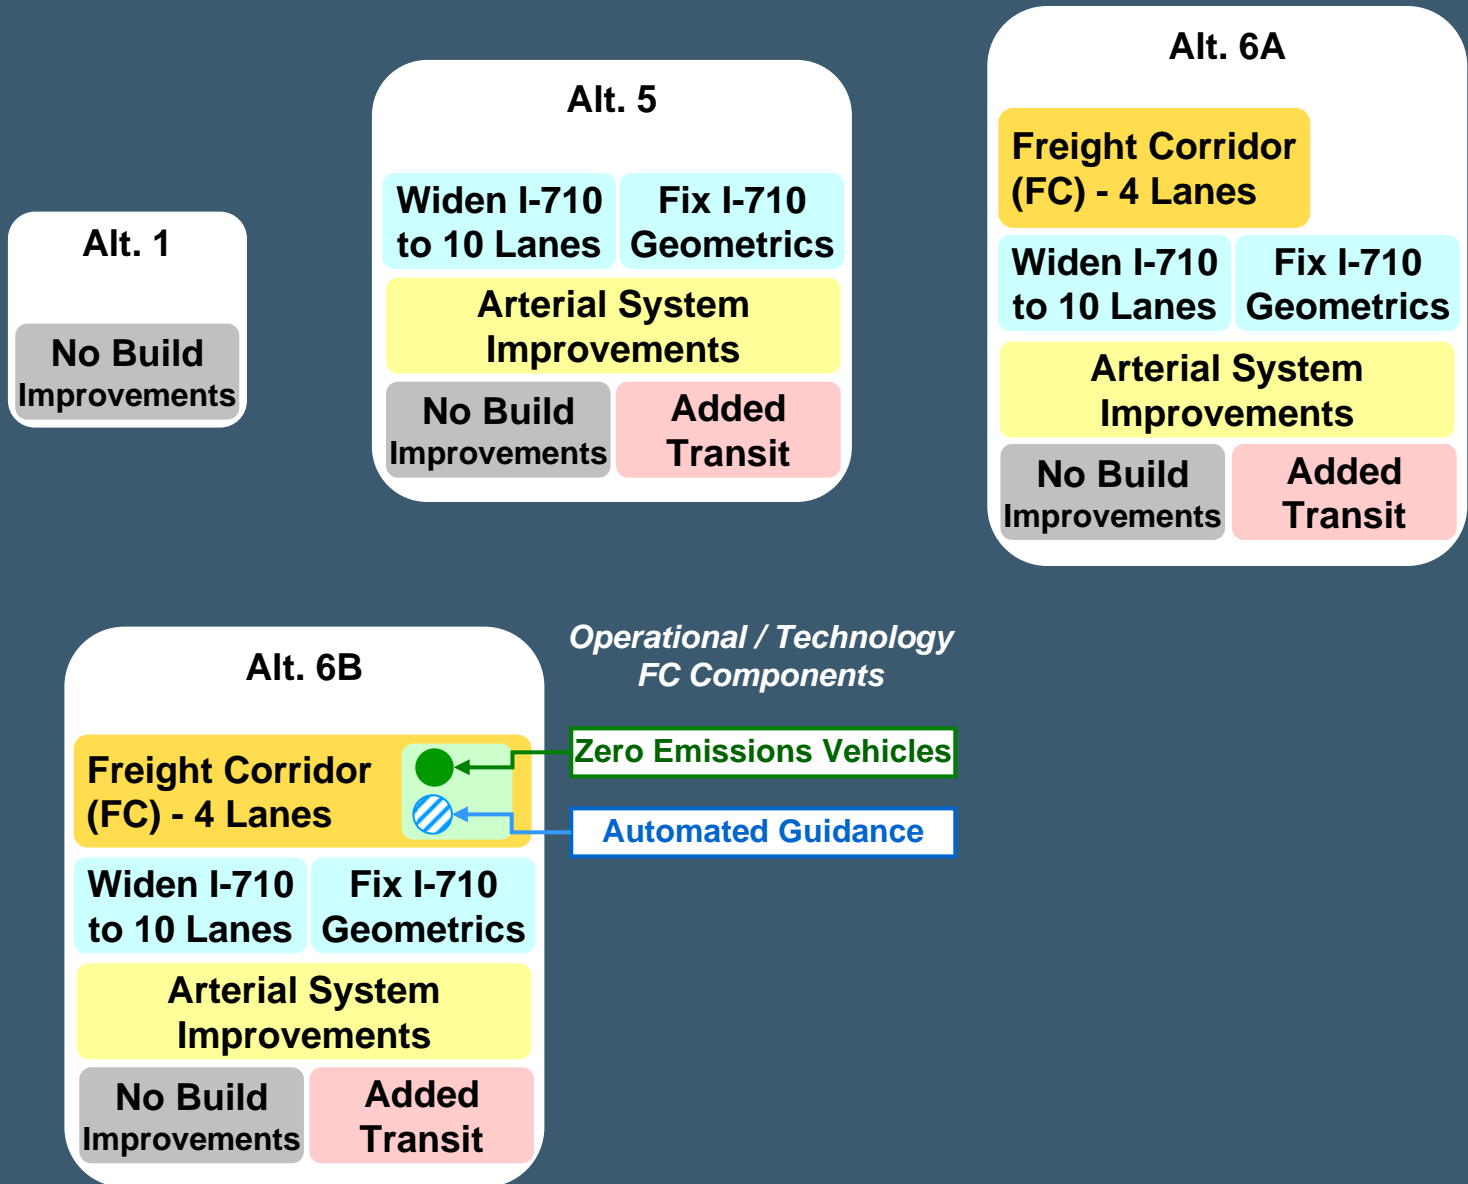 Alt. 1
No Build
Improvements
Alt. 5
Widen I-710
to 10 Lanes
Fix I-710
Geometrics
Arterial System
Improvements
No Build
Improvements
Added
Transit
Alt. 6A
Freight Corridor
(FC) - 4 Lanes
Widen I-710
to 10 Lanes
Fix I-710
Geometrics
Arterial System
Improvements
No Build
Improvements
Added
Transit
Alt. 6B
Freight Corridor
(FC) - 4 Lanes
Widen I-710
to 10 Lanes
Fix I-710
Geometrics
Arterial System
Improvements
No Build
Improvements
Added
Transit
Operational / Technology
FC Components
Zero Emissions Vehicles
Automated Guidance